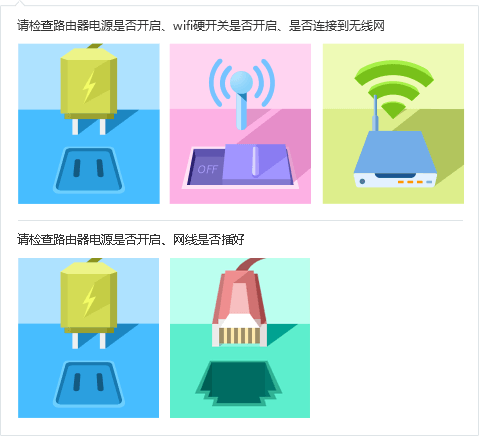 请检查路由器电源是否开启、wifi硬开关是否开启、是否连接到无线网
OFF
请检查路由器电源是否开启、网线是否插好